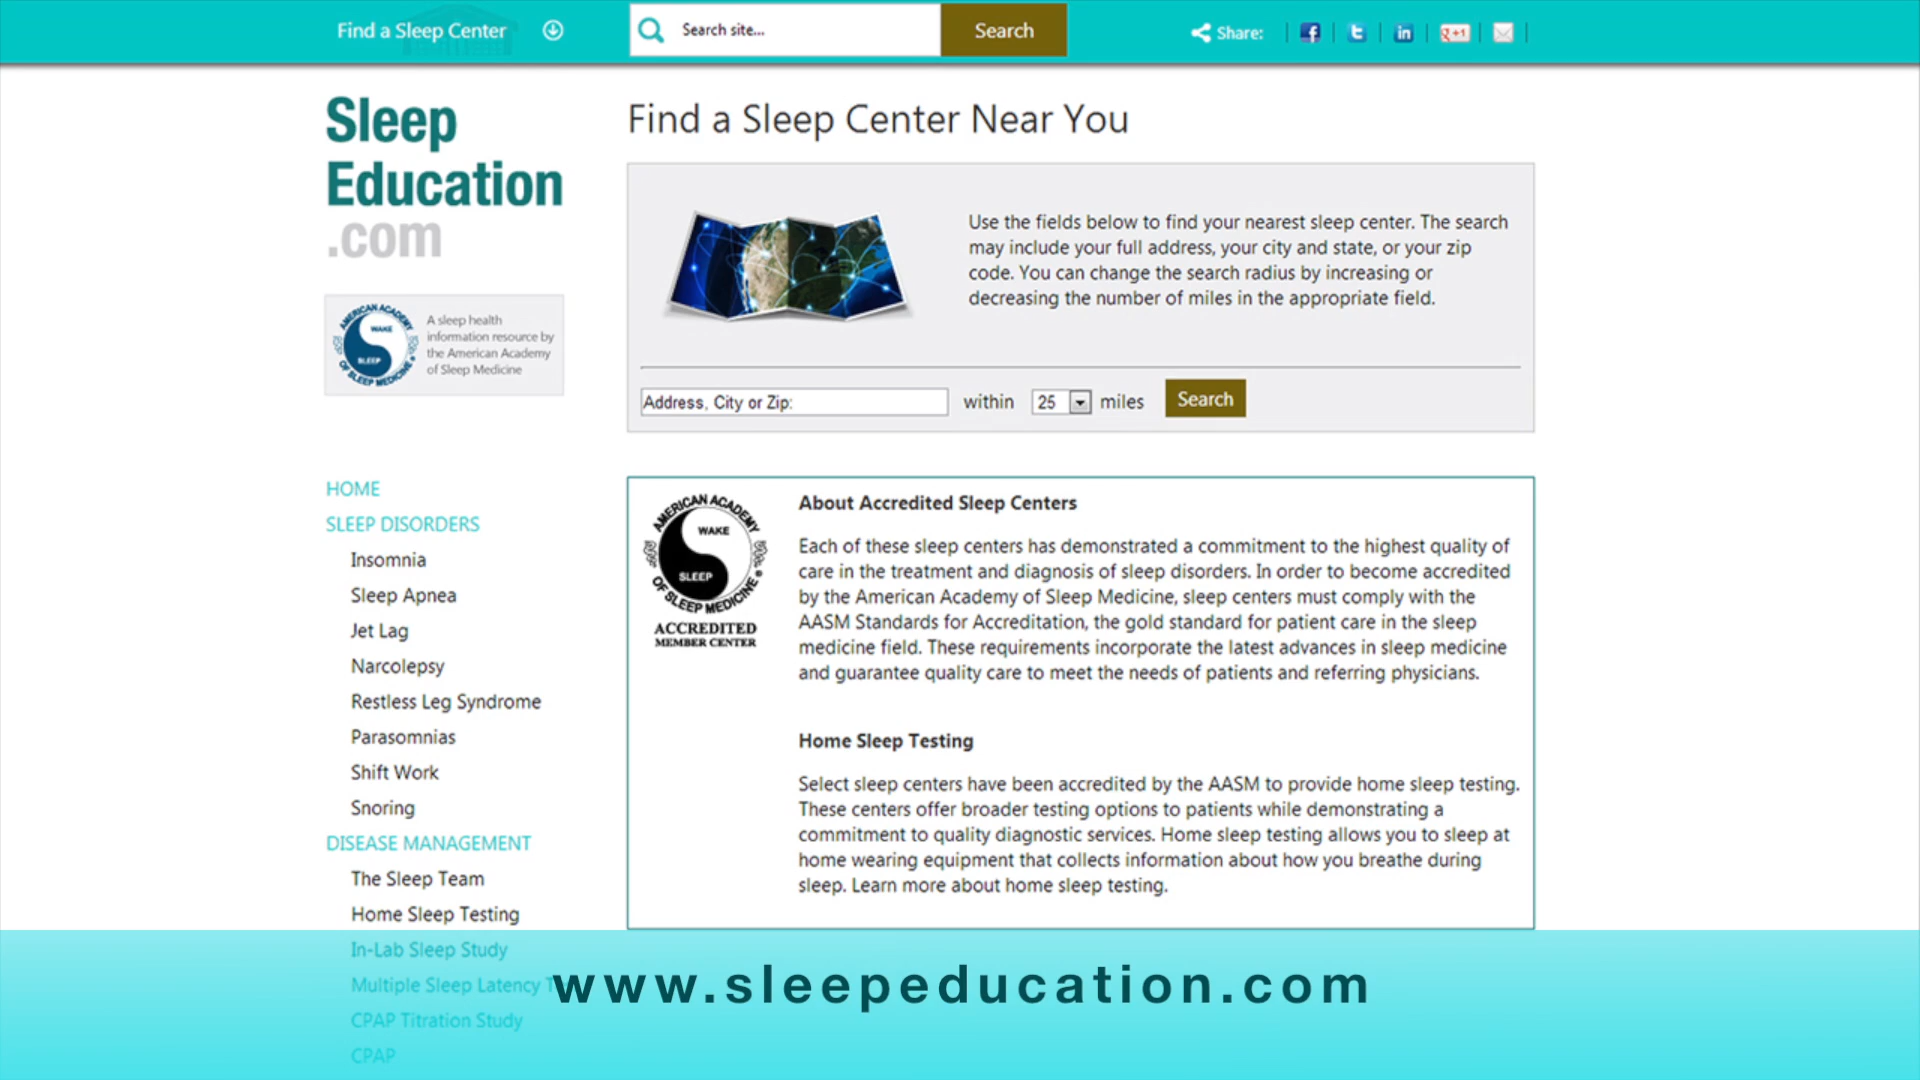 Find a Sleep Center
Search site...
Search
Share:
Sleep
Education
.com
AMERICAN ACADEMY
OF SLEEP MEDICINE
WAKE
SLEEP
A sleep health
information resource by
the American Academy
of Sleep Medicine
HOME
SLEEP DISORDERS
Insomnia
Sleep Apnea
Jet Lag
Narcolepsy
Restless Leg Syndrome
Parasomnias
Shift Work
Snoring
DISEASE MANAGEMENT
The Sleep Team
Home Sleep Testing
In-Lab Sleep Study
Multiple Sleep Latency T
CPAP Titration Study
CPAP
Find a Sleep Center Near You
Use the fields below to find your nearest sleep center. The search
may include your full address, your city and state, or your zip
code. You can change the search radius by increasing or
decreasing the number of miles in the appropriate field.
Address, City or Zip:
within
25
miles
Search
AMERICAN ACADEMY
OF SLEEP MEDICINE
WAKE
SLEEP
ACCREDITED
MEMBER CENTER
About Accredited Sleep Centers
Each of these sleep centers has demonstrated a commitment to the highest quality of
care in the treatment and diagnosis of sleep disorders. In order to become accredited
by the American Academy of Sleep Medicine, sleep centers must comply with the
AASM Standards for Accreditation, the gold standard for patient care in the sleep
medicine field. These requirements incorporate the latest advances in sleep medicine
and guarantee quality care to meet the needs of patients and referring physicians.
Home Sleep Testing
Select sleep centers have been accredited by the AASM to provide home sleep testing.
These centers offer broader testing options to patients while demonstrating a
commitment to quality diagnostic services. Home sleep testing allows you to sleep at
home wearing equipment that collects information about how you breathe during
sleep. Learn more about home sleep testing.
www.sleepeducation.com